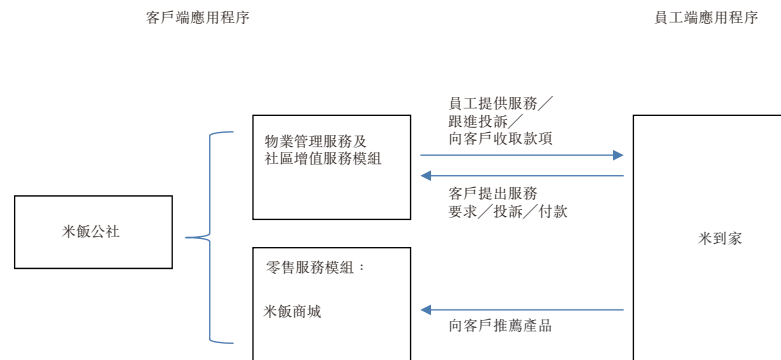 客戶端應用程序
員工端應用程序
員工提供服務╱
跟進投訴╱
向客戶收取款項
物業管理服務及
社區增值服務模組
客戶提出服務
要求╱投訴╱付款
米飯公社
米到家
零售服務模組：
米飯商城
向客戶推薦產品